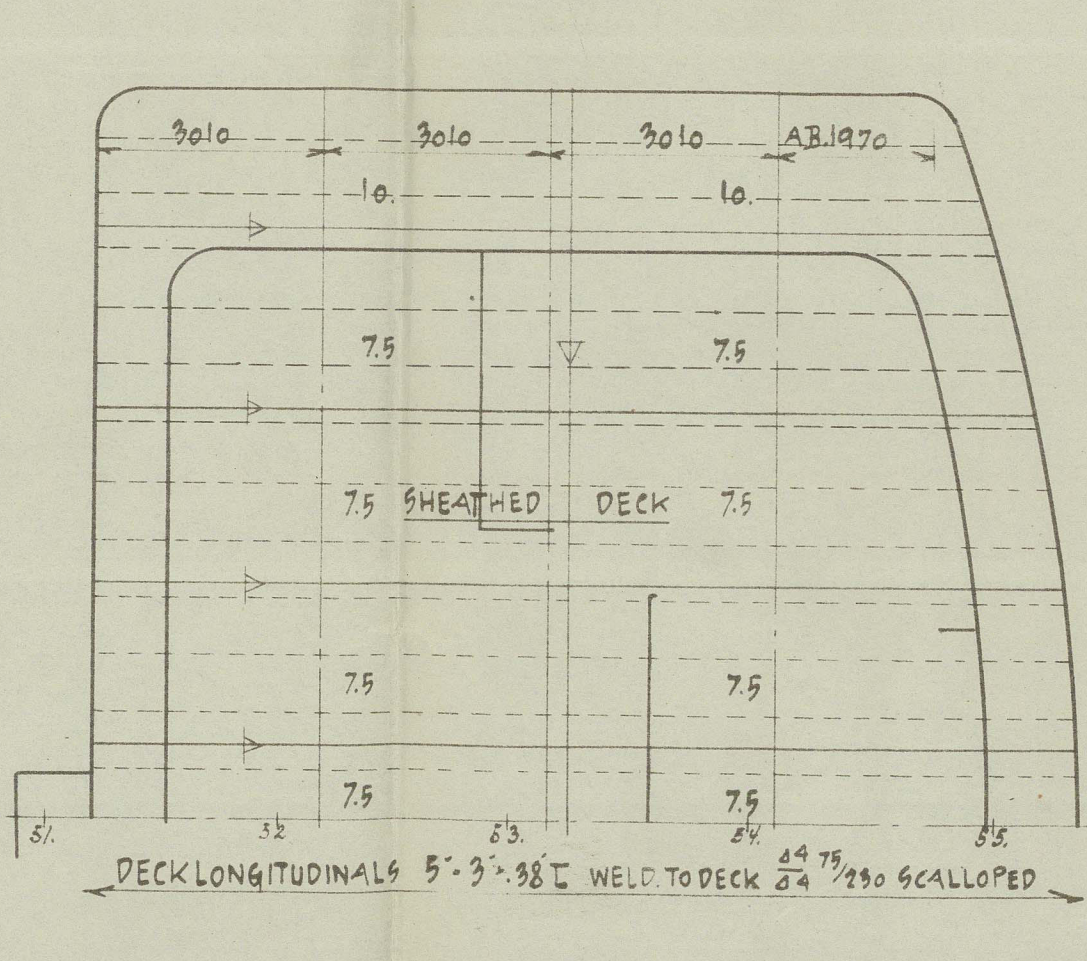 3010 3010 3010 AB.1970
10. 10.
7.5 7.5
7.5 SHEATHED DECK 7.5
7.5 7.5
7.5 7.5
51. 52 53. 54. 55.
DECK LONGITUDINALS 5"·3"·.38" WELD. TO DECK Δ4/Δ4 75/230 SCALLOPED